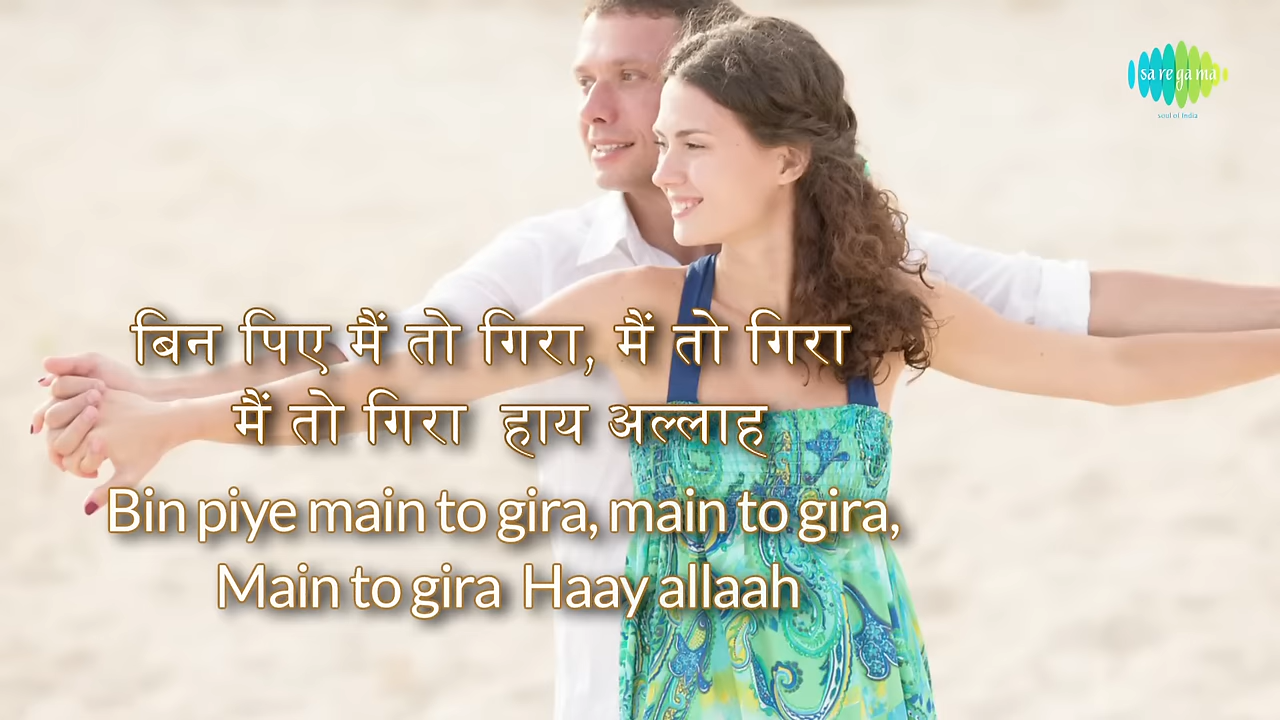 sa re ga ma
soul of India
बिन पिए मैं तो गिरा, मैं तो गिरा
मैं तो गिरा हाय अल्लाह
Bin piye main to gira, main to gira,
Main to gira Haay allaah